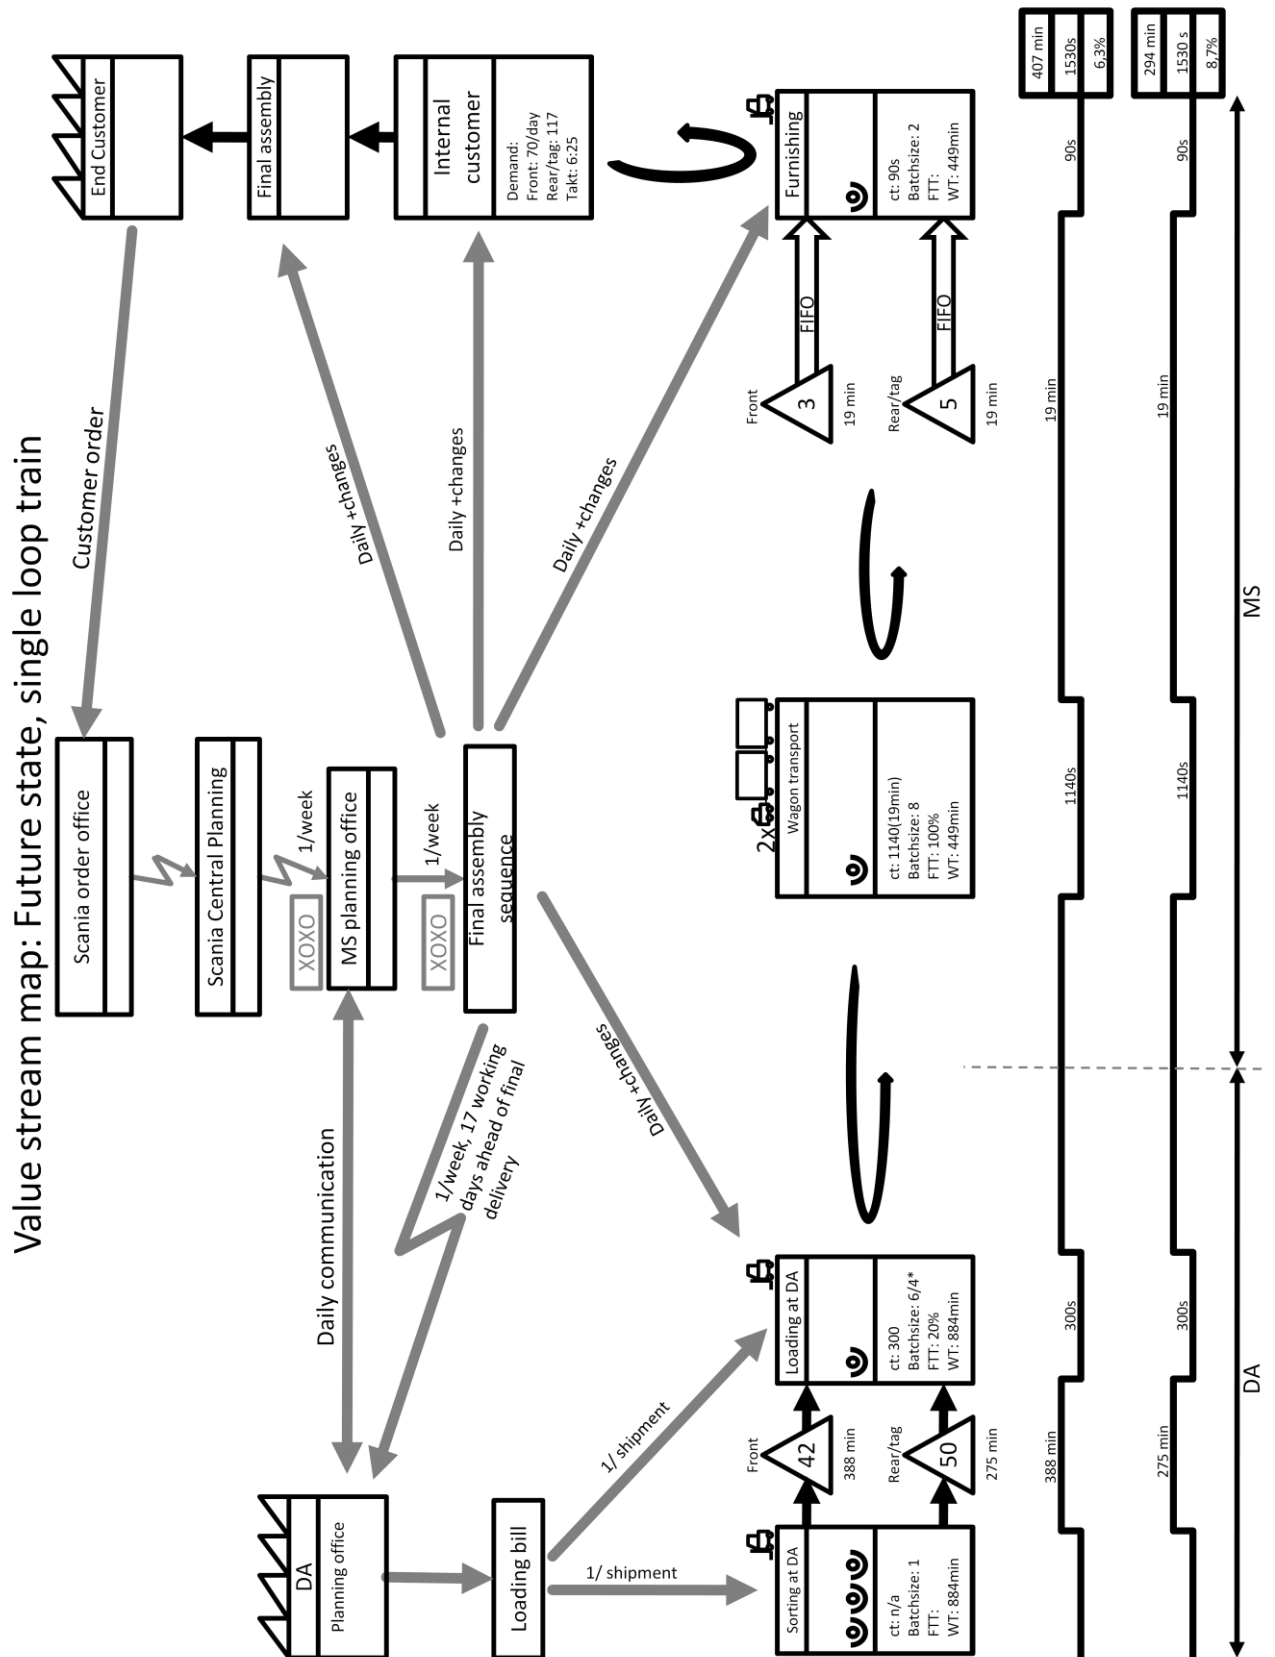 Value stream map: Future state, single loop train
DA
Planning office
Daily communication
Scania order office
Customer order
End Customer
Scania Central Planning
Final assembly
1/week
XOXO
MS planning office
1/week
XOXO
Final assembly
sequence
Internal
customer
Demand:
Front: 70/day
Rear/tag: 117
Takt: 6:25
Daily +changes
Daily +changes
Daily +changes
Daily +changes
1/week, 17 working
days ahead of final
delivery
Loading bill
1/ shipment
1/ shipment
Sorting at DA
ct: n/a
Batchsize: 1
FTT:
WT: 884min
Front
42
388 min
Rear/tag
50
275 min
Loading at DA
ct: 300
Batchsize: 6/4*
FTT: 20%
WT: 884min
2x
Wagon transport
ct: 1140(19min)
Batchsize: 8
FTT: 100%
WT: 449min
Front
3
19 min
FIFO
Rear/tag
5
19 min
FIFO
Furnishing
ct: 90s
Batchsize: 2
FTT:
WT: 449min
388 min
300s
1140s
19 min
90s
407 min
1530s
6,3%
275 min
300s
1140s
19 min
90s
294 min
1530 s
8,7%
DA
MS